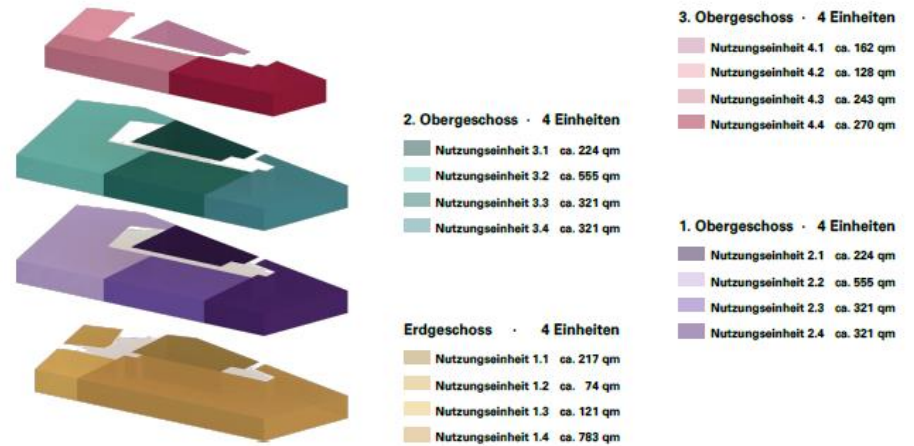 3. Obergeschoss · 4 Einheiten
Nutzungseinheit 4.1 ca. 162 qm
Nutzungseinheit 4.2 ca. 128 qm
Nutzungseinheit 4.3 ca. 243 qm
Nutzungseinheit 4.4 ca. 270 qm
2. Obergeschoss · 4 Einheiten
Nutzungseinheit 3.1 ca. 224 qm
Nutzungseinheit 3.2 ca. 555 qm
Nutzungseinheit 3.3 ca. 321 qm
Nutzungseinheit 3.4 ca. 321 qm
1. Obergeschoss · 4 Einheiten
Nutzungseinheit 2.1 ca. 224 qm
Nutzungseinheit 2.2 ca. 555 qm
Nutzungseinheit 2.3 ca. 321 qm
Nutzungseinheit 2.4 ca. 321 qm
Erdgeschoss · 4 Einheiten
Nutzungseinheit 1.1 ca. 217 qm
Nutzungseinheit 1.2 ca. 74 qm
Nutzungseinheit 1.3 ca. 121 qm
Nutzungseinheit 1.4 ca. 783 qm